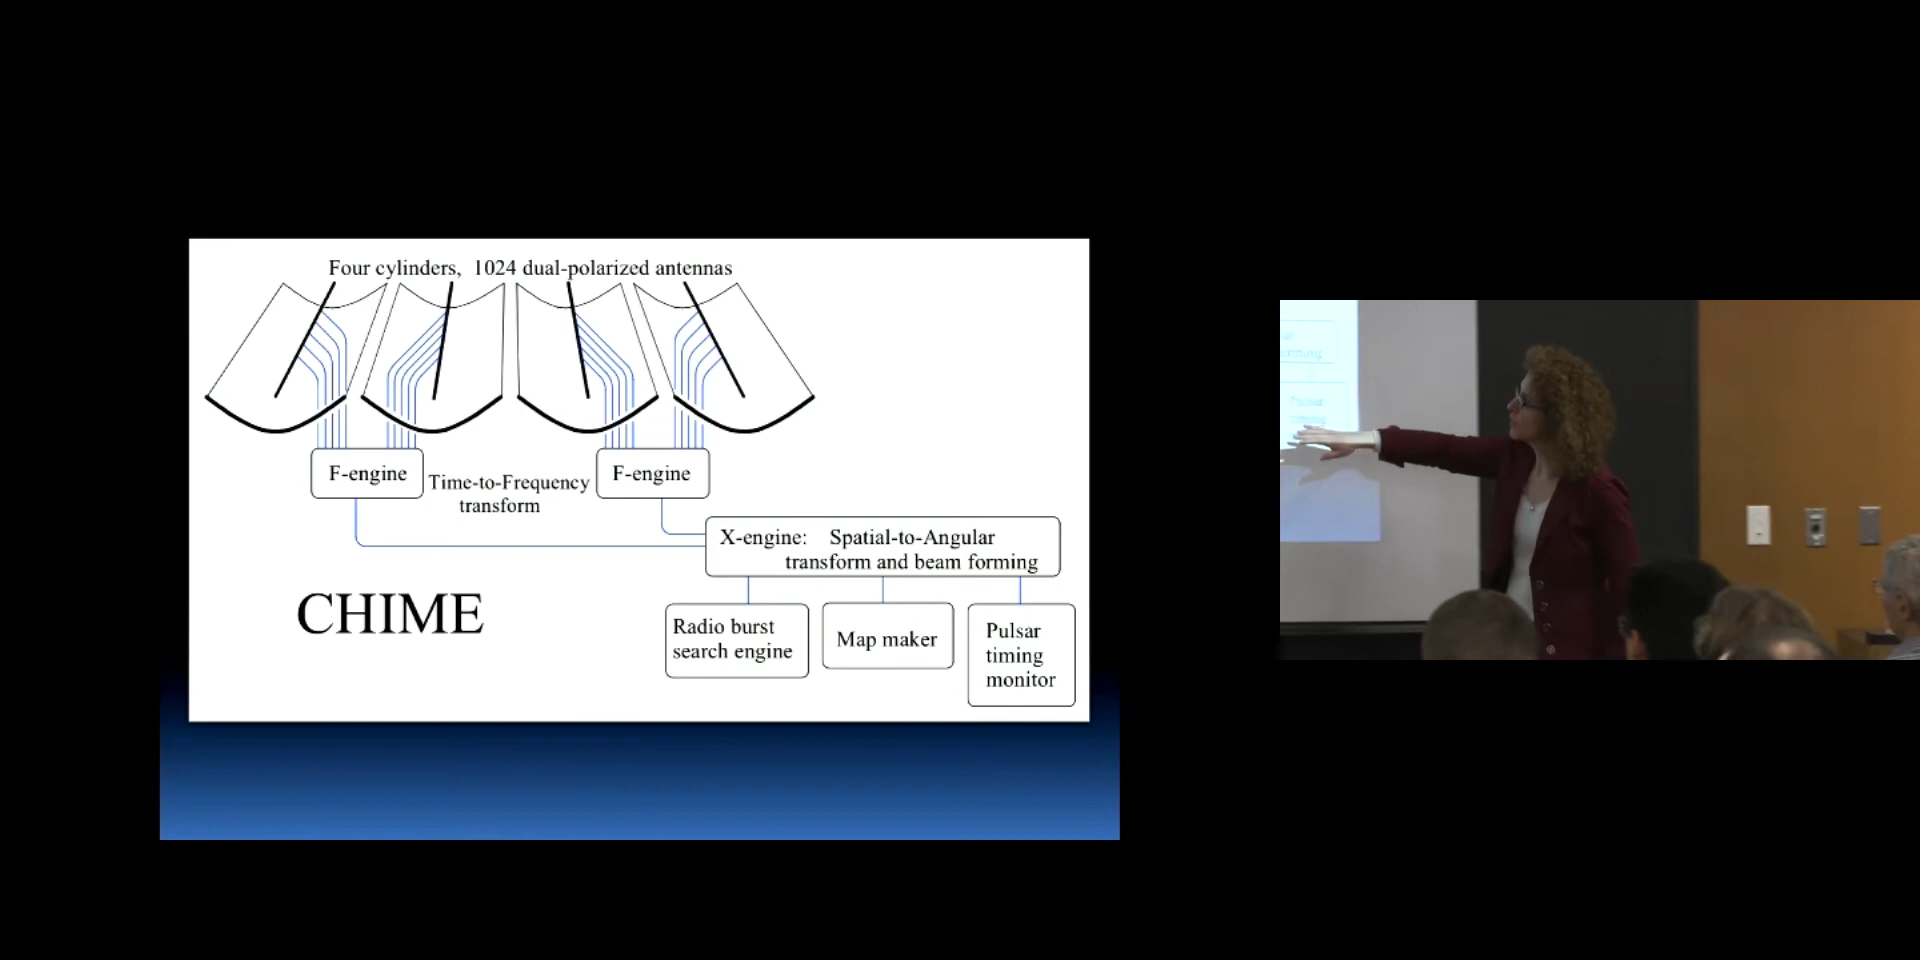 Four cylinders, 1024 dual-polarized antennas
F-engine
Time-to-Frequency
transform
F-engine
X-engine: Spatial-to-Angular
transform and beam forming
CHIME
Radio burst
search engine
Map maker
Pulsar
timing
monitor